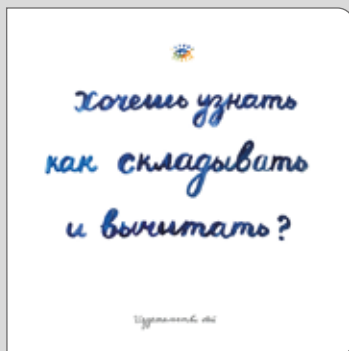 Хочешь узнать
как складывать
и вычитать?